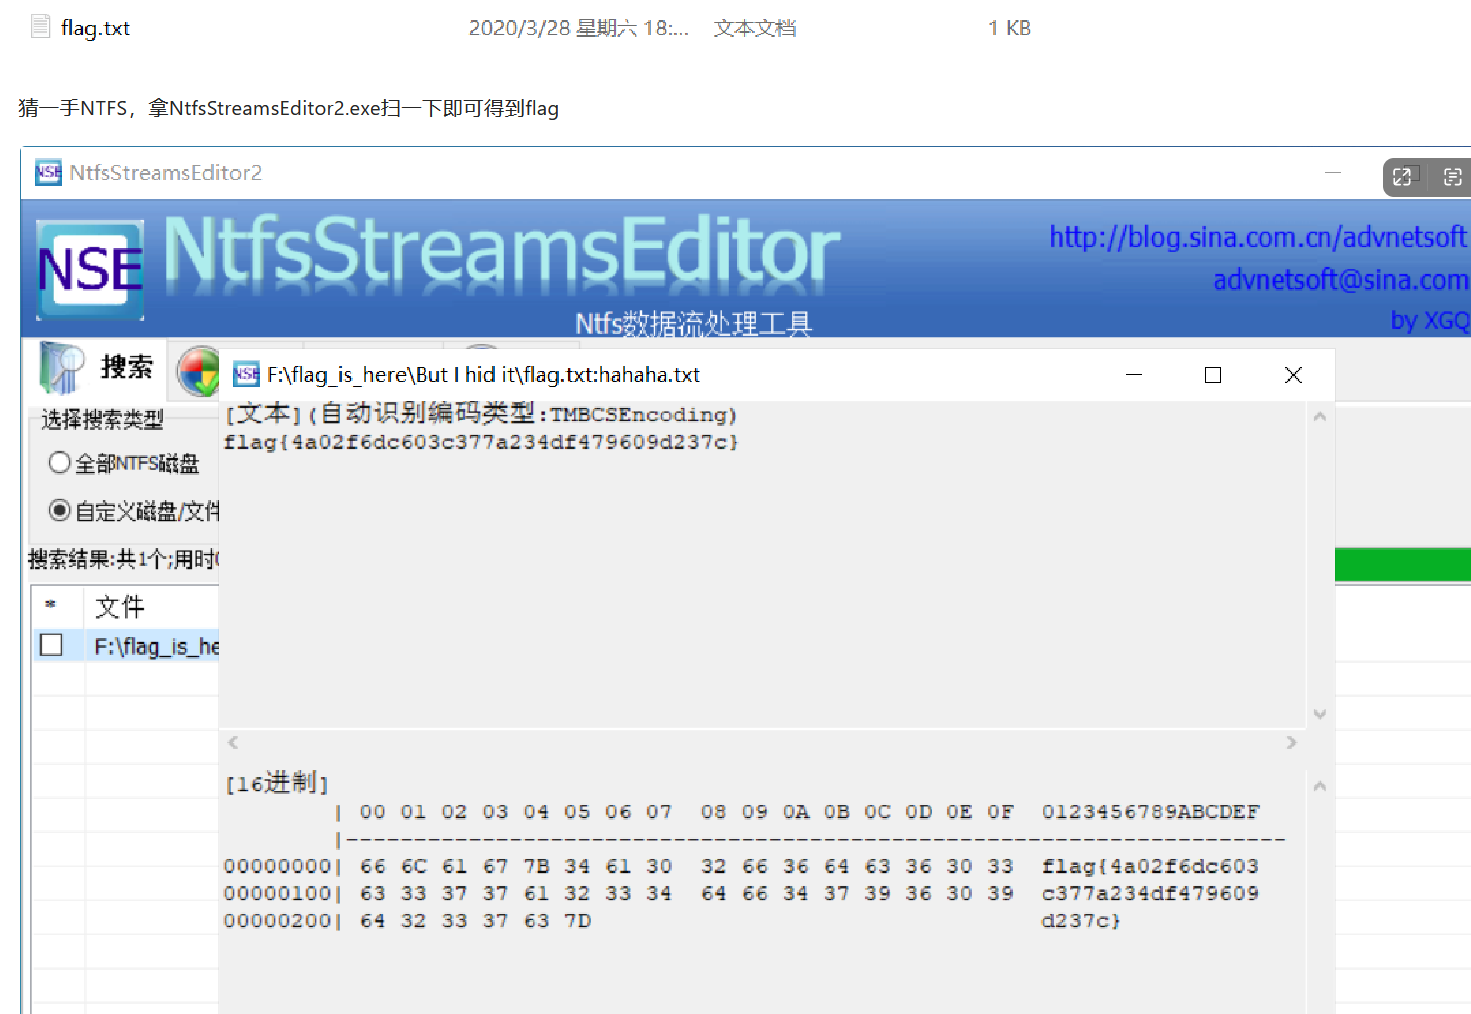 flag.txt 2020/3/28 星期六 18:... 文本文档 1 KB
猜一手NTFS，拿NtfsStreamsEditor2.exe扫一下即可得到flag
NSE NtfsStreamsEditor2
NSE NtfsStreamsEditor
http://blog.sina.com.cn/advnetsoft
advnetsoft@sina.com
by XGQ
Ntfs数据流处理工具
搜索
NSE F:\flag_is_here\But I hid it\flag.txt:hahaha.txt
选择搜索类型
全部NTFS磁盘
自定义磁盘/文件
搜索结果:共1个;用时
* 文件
F:\flag_is_he
[文本](自动识别编码类型:TMBCSEncoding)
flag{4a02f6dc603c377a234df479609d237c}
[16进制]
| 00 01 02 03 04 05 06 07 08 09 0A 0B 0C 0D 0E 0F 0123456789ABCDEF
|---------------------------------------------------------------------
00000000| 66 6C 61 67 7B 34 61 30 32 66 36 64 63 36 30 33 flag{4a02f6dc603
00000100| 63 33 37 37 61 32 33 34 64 66 34 37 39 36 30 39 c377a234df479609
00000200| 64 32 33 37 63 7D d237c}